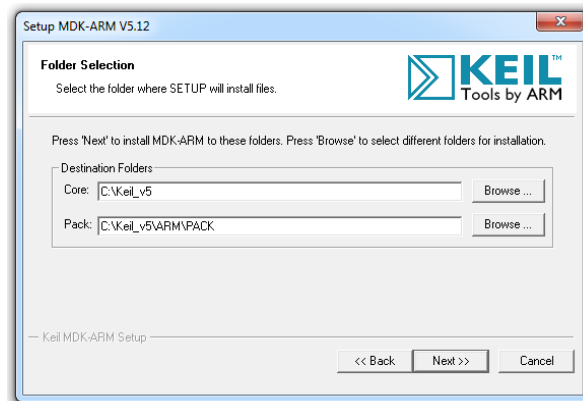 Setup MDK-ARM V5.12
Folder Selection
Select the folder where SETUP will install files.
KEIL™
Tools by ARM
Press 'Next' to install MDK-ARM to these folders. Press 'Browse' to select different folders for installation.
Destination Folders
Core: C:\Keil_v5 Browse ...
Pack: C:\Keil_v5\ARM\PACK Browse ...
Keil MDK-ARM Setup
<< Back Next >> Cancel